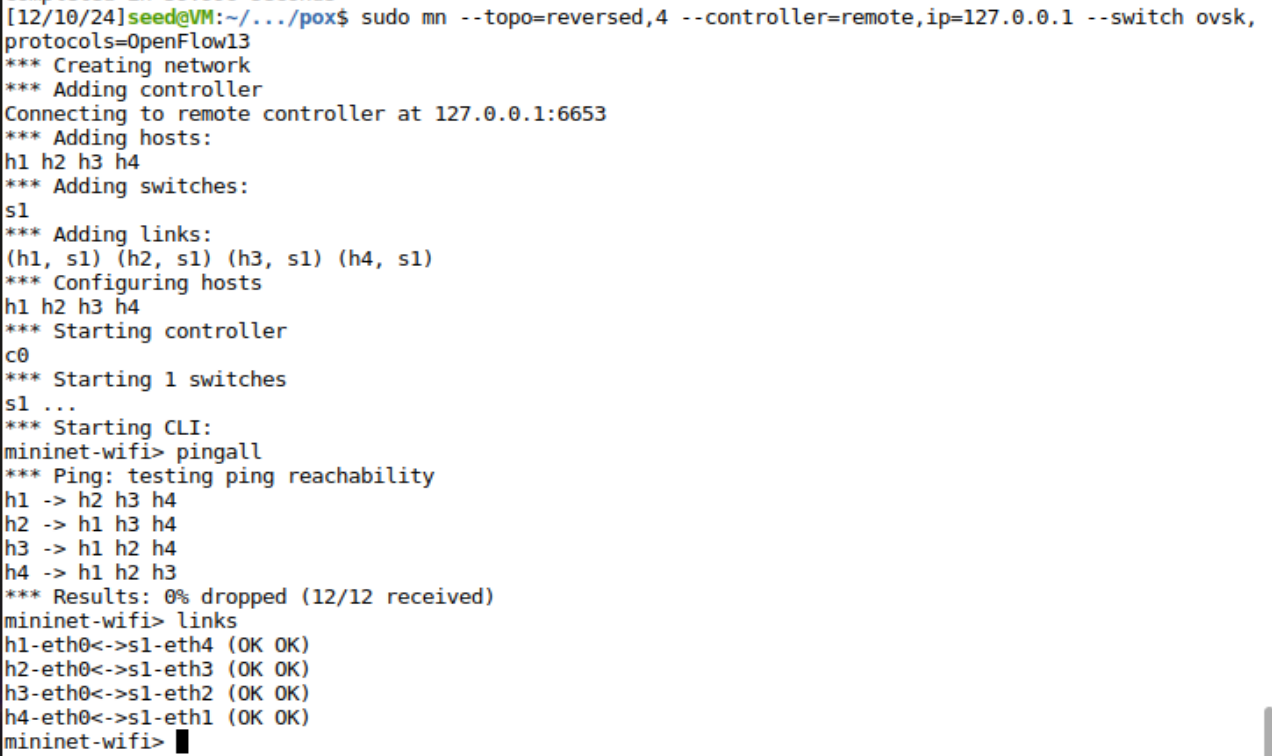 [12/10/24]seed@VM:~/.../pox$ sudo mn --topo=reversed,4 --controller=remote,ip=127.0.0.1 --switch ovsk,
protocols=OpenFlow13
*** Creating network
*** Adding controller
Connecting to remote controller at 127.0.0.1:6653
*** Adding hosts:
h1 h2 h3 h4
*** Adding switches:
s1
*** Adding links:
(h1, s1) (h2, s1) (h3, s1) (h4, s1)
*** Configuring hosts
h1 h2 h3 h4
*** Starting controller
c0
*** Starting 1 switches
s1 ...
*** Starting CLI:
mininet-wifi> pingall
*** Ping: testing ping reachability
h1 -> h2 h3 h4
h2 -> h1 h3 h4
h3 -> h1 h2 h4
h4 -> h1 h2 h3
*** Results: 0% dropped (12/12 received)
mininet-wifi> links
h1-eth0<->s1-eth4 (OK OK)
h2-eth0<->s1-eth3 (OK OK)
h3-eth0<->s1-eth2 (OK OK)
h4-eth0<->s1-eth1 (OK OK)
mininet-wifi>